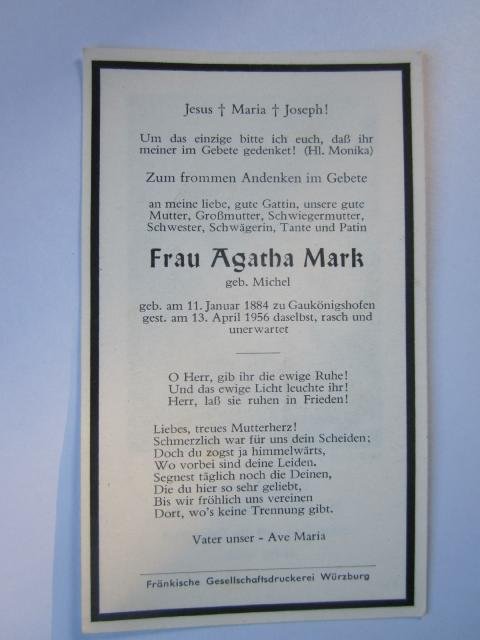 Jesus † Maria † Joseph!
Um das einzige bitte ich euch, daß ihr
meiner im Gebete gedenket! (Hl. Monika)
Zum frommen Andenken im Gebete
an meine liebe, gute Gattin, unsere gute
Mutter, Großmutter, Schwiegermutter,
Schwester, Schwägerin, Tante und Patin
Frau Agatha Mark
geb. Michel
geb. am 11. Januar 1884 zu Gaukönigshofen
gest. am 13. April 1956 daselbst, rasch und
unerwartet
O Herr, gib ihr die ewige Ruhe!
Und das ewige Licht leuchte ihr!
Herr, laß sie ruhen in Frieden!
Liebes, treues Mutterherz!
Schmerzlich war für uns dein Scheiden;
Doch du zogst ja himmelwärts,
Wo vorbei sind deine Leiden.
Segnest täglich noch die Deinen,
Die du hier so sehr geliebt,
Bis wir fröhlich uns vereinen
Dort, wo's keine Trennung gibt.
Vater unser - Ave Maria
Fränkische Gesellschaftsdruckerei Würzburg